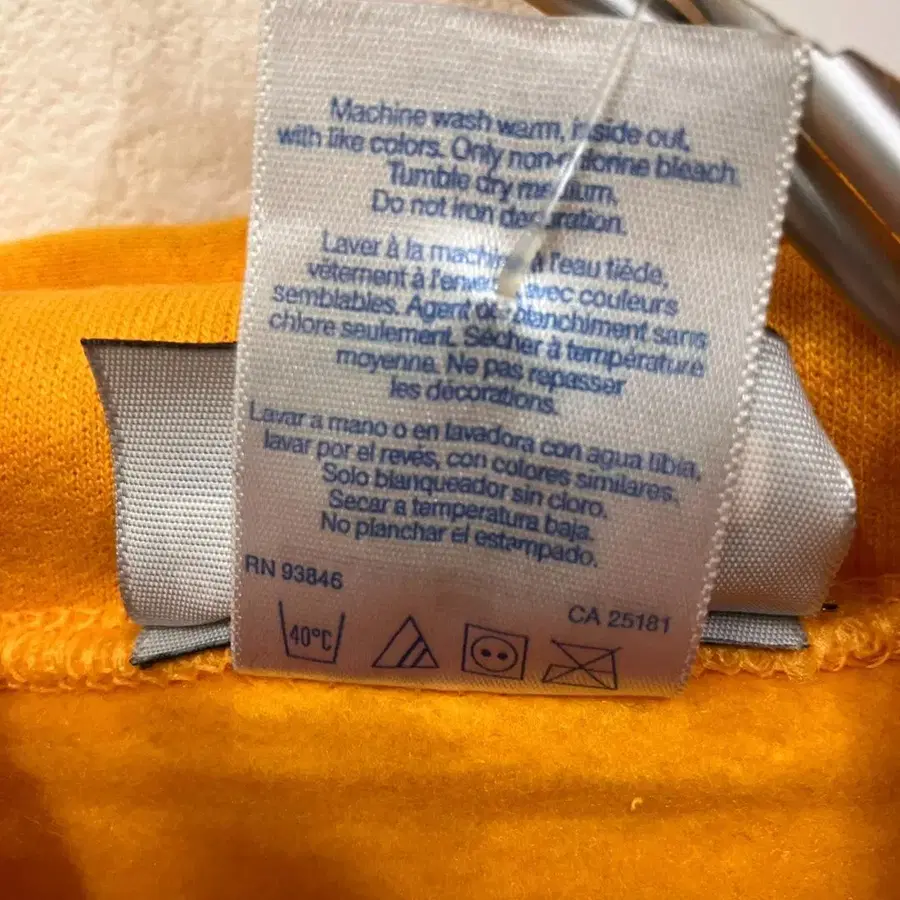 Machine wash warm, inside out,
with like colors. Only non-chlorine bleach.
Tumble dry medium.
Do not iron decoration.
Laver à la machine à l'eau tiède,
vêtement à l'envers avec couleurs
semblables. Agent de blanchiment sans
chlore seulement. Sécher à température
moyenne. Ne pas repasser
les décorations.
Lavar a mano o en lavadora con agua tibia,
lavar por el revés, con colores similares.
Solo blanqueador sin cloro.
Secar a temperatura baja.
No planchar el estampado.
RN 93846
CA 25181
40°C